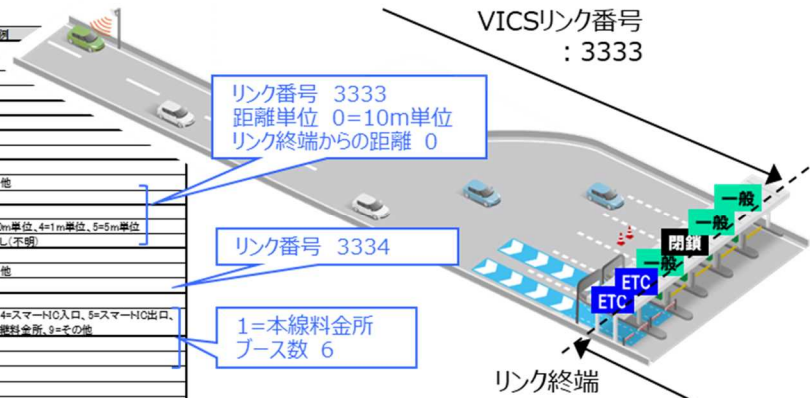 例
VICSリンク番号
：3333
リンク番号 3333
距離単位 0=10m単位
リンク終端からの距離 0
他
0m単位、4=1m単位、5=5m単位
し(不明)
リンク番号 3334
他
4=スマートIC入口、5=スマートIC出口、
継料金所、9=その他
1=本線料金所
ブース数 6
一般
一般
閉鎖
一般
ETC
ETC
リンク終端